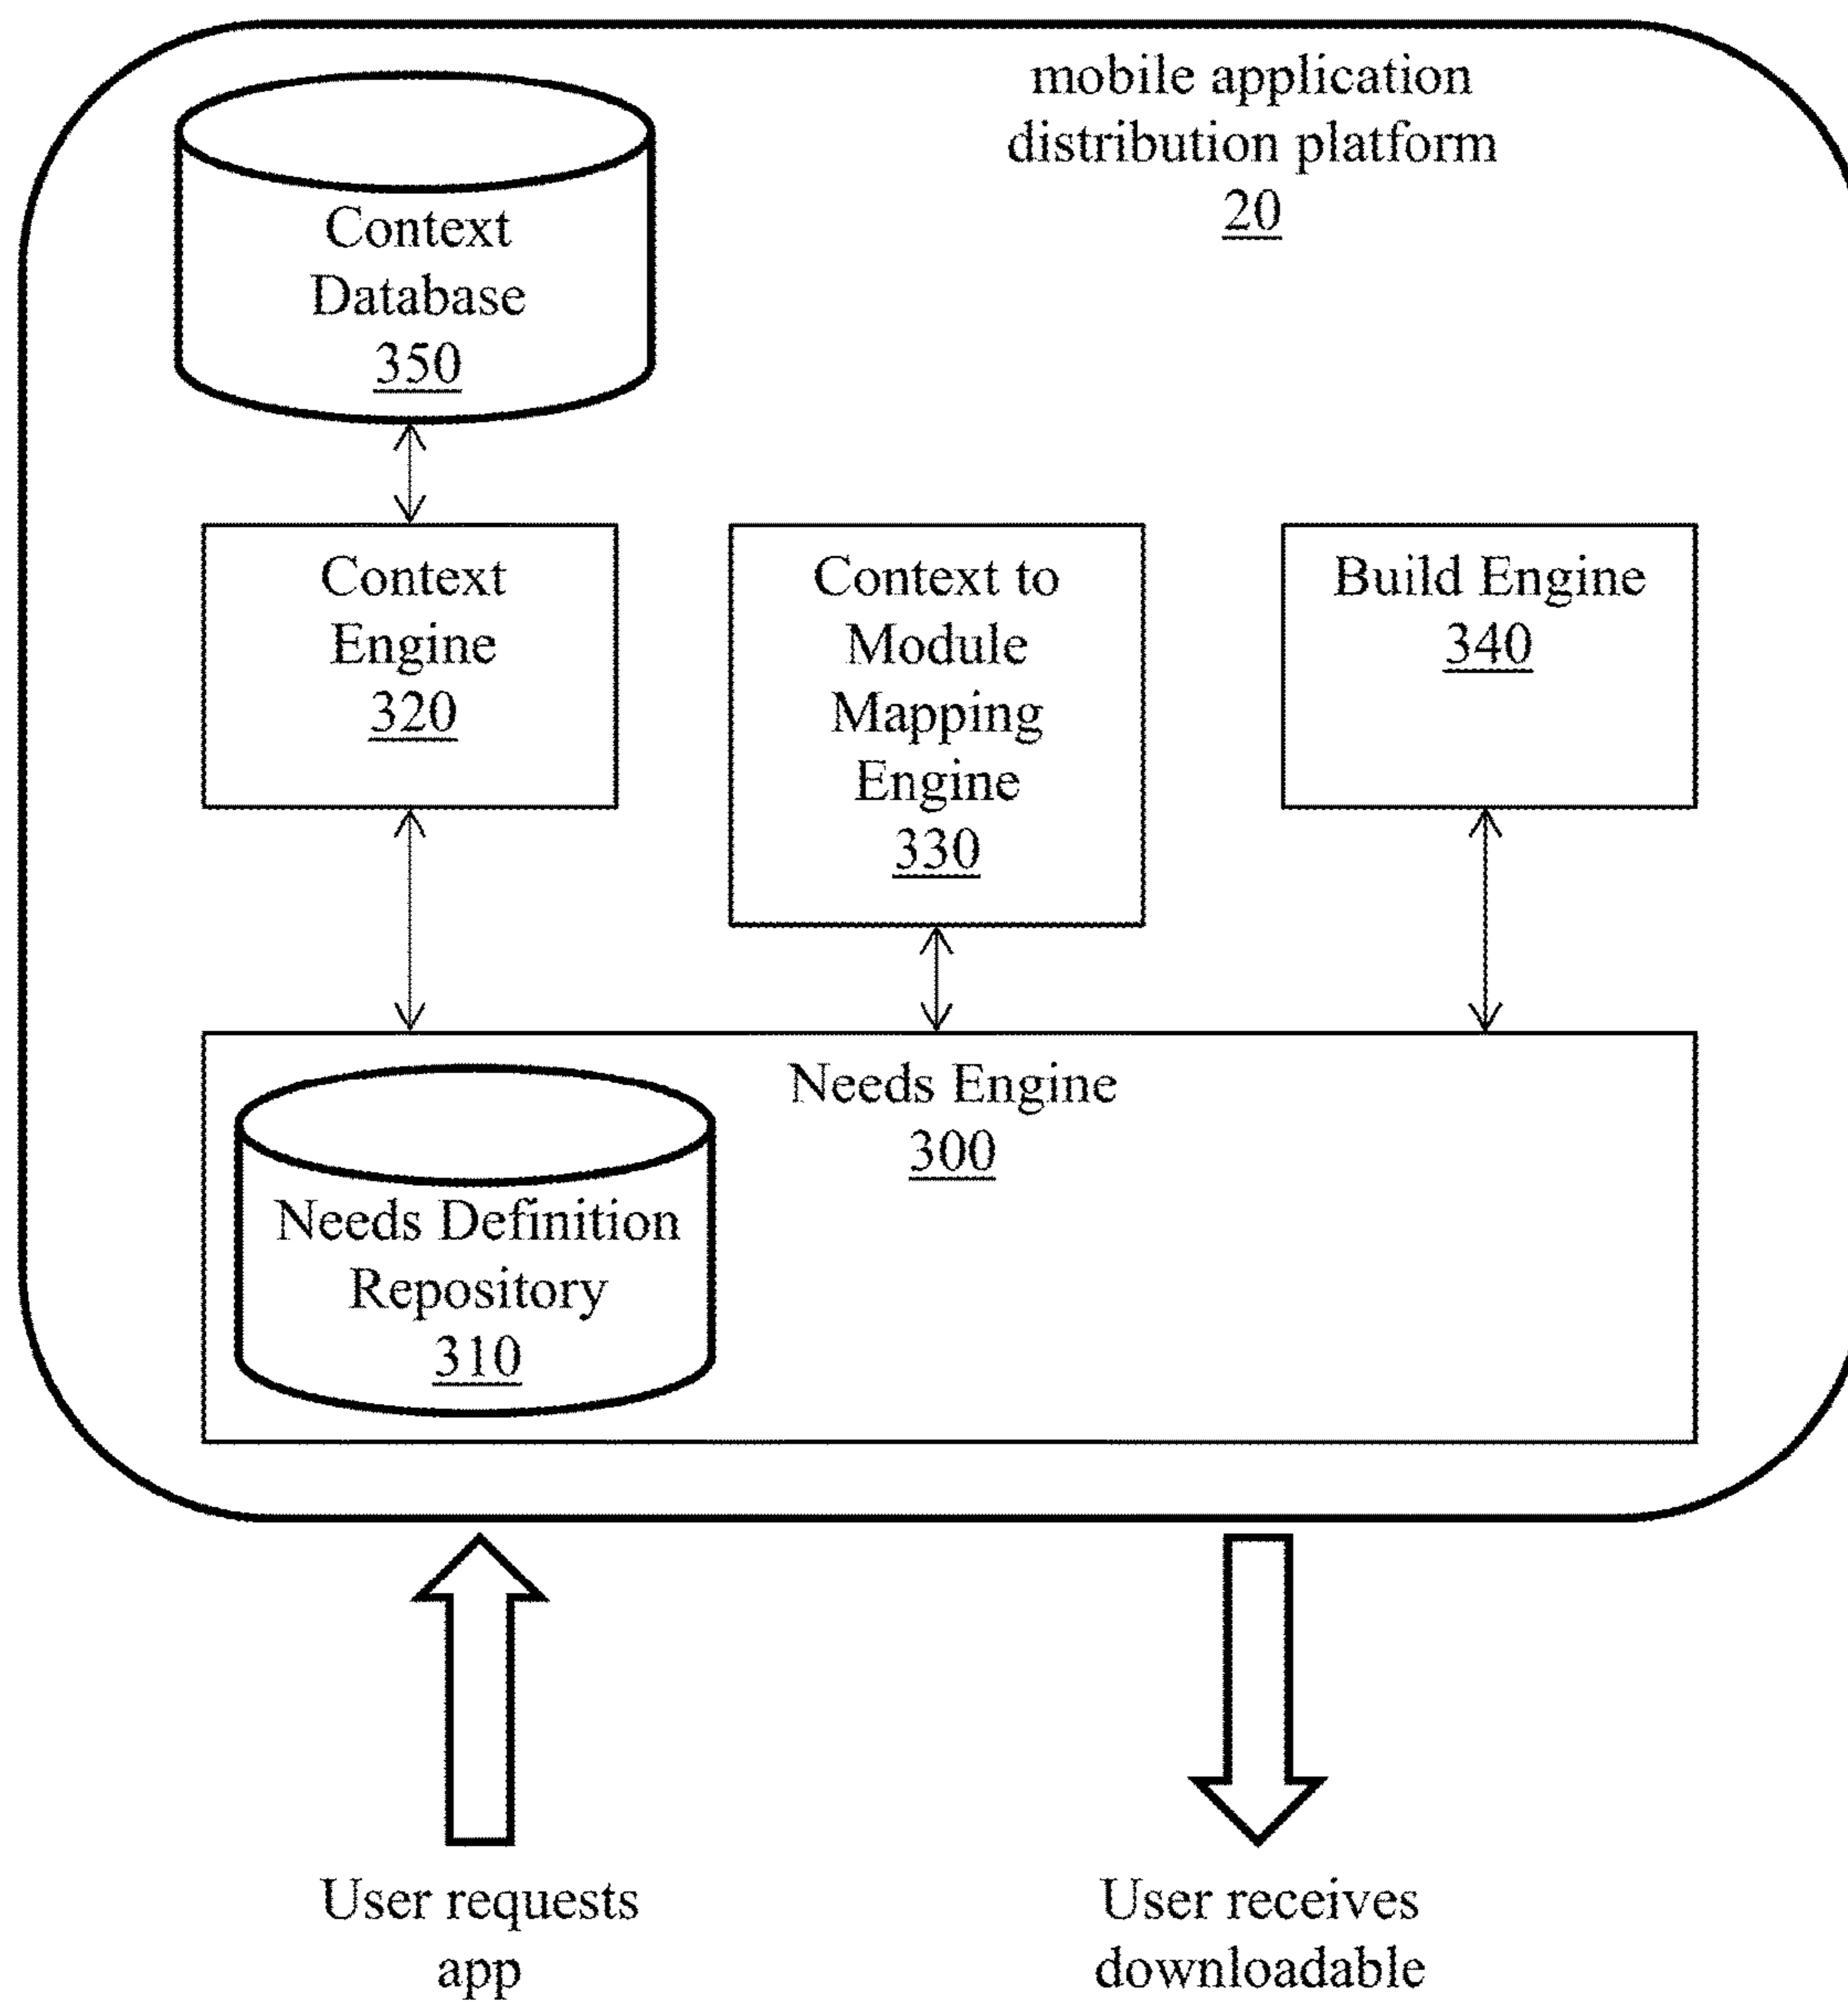 mobile application
distribution platform
20
Context
Database
350
Context
Engine
320
Context to
Module
Mapping
Engine
330
Build Engine
340
Needs Engine
300
Needs Definition
Repository
310
User requests
app
User receives
downloadable